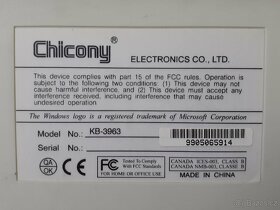 Chicony®
ELECTRONICS CO., LTD.
This device complies with part 15 of the FCC rules. Operation is
subject to the following two conditions: (1) This device may
not cause harmful interference, and (2) This device must accept any
interference received, including interference that may cause
undesired operation.
The Windows logo is a registered trademark of Microsoft Corporation
Model No: KB-3963
9905065914
Serial No:
QA
OK
FC
Tested To Comply
With FCC Standards
FOR HOME OR OFFICE USE
CANADA ICES-003, CLASS B
CANADA NMB-003, CLASSE B
MADE IN CHINA